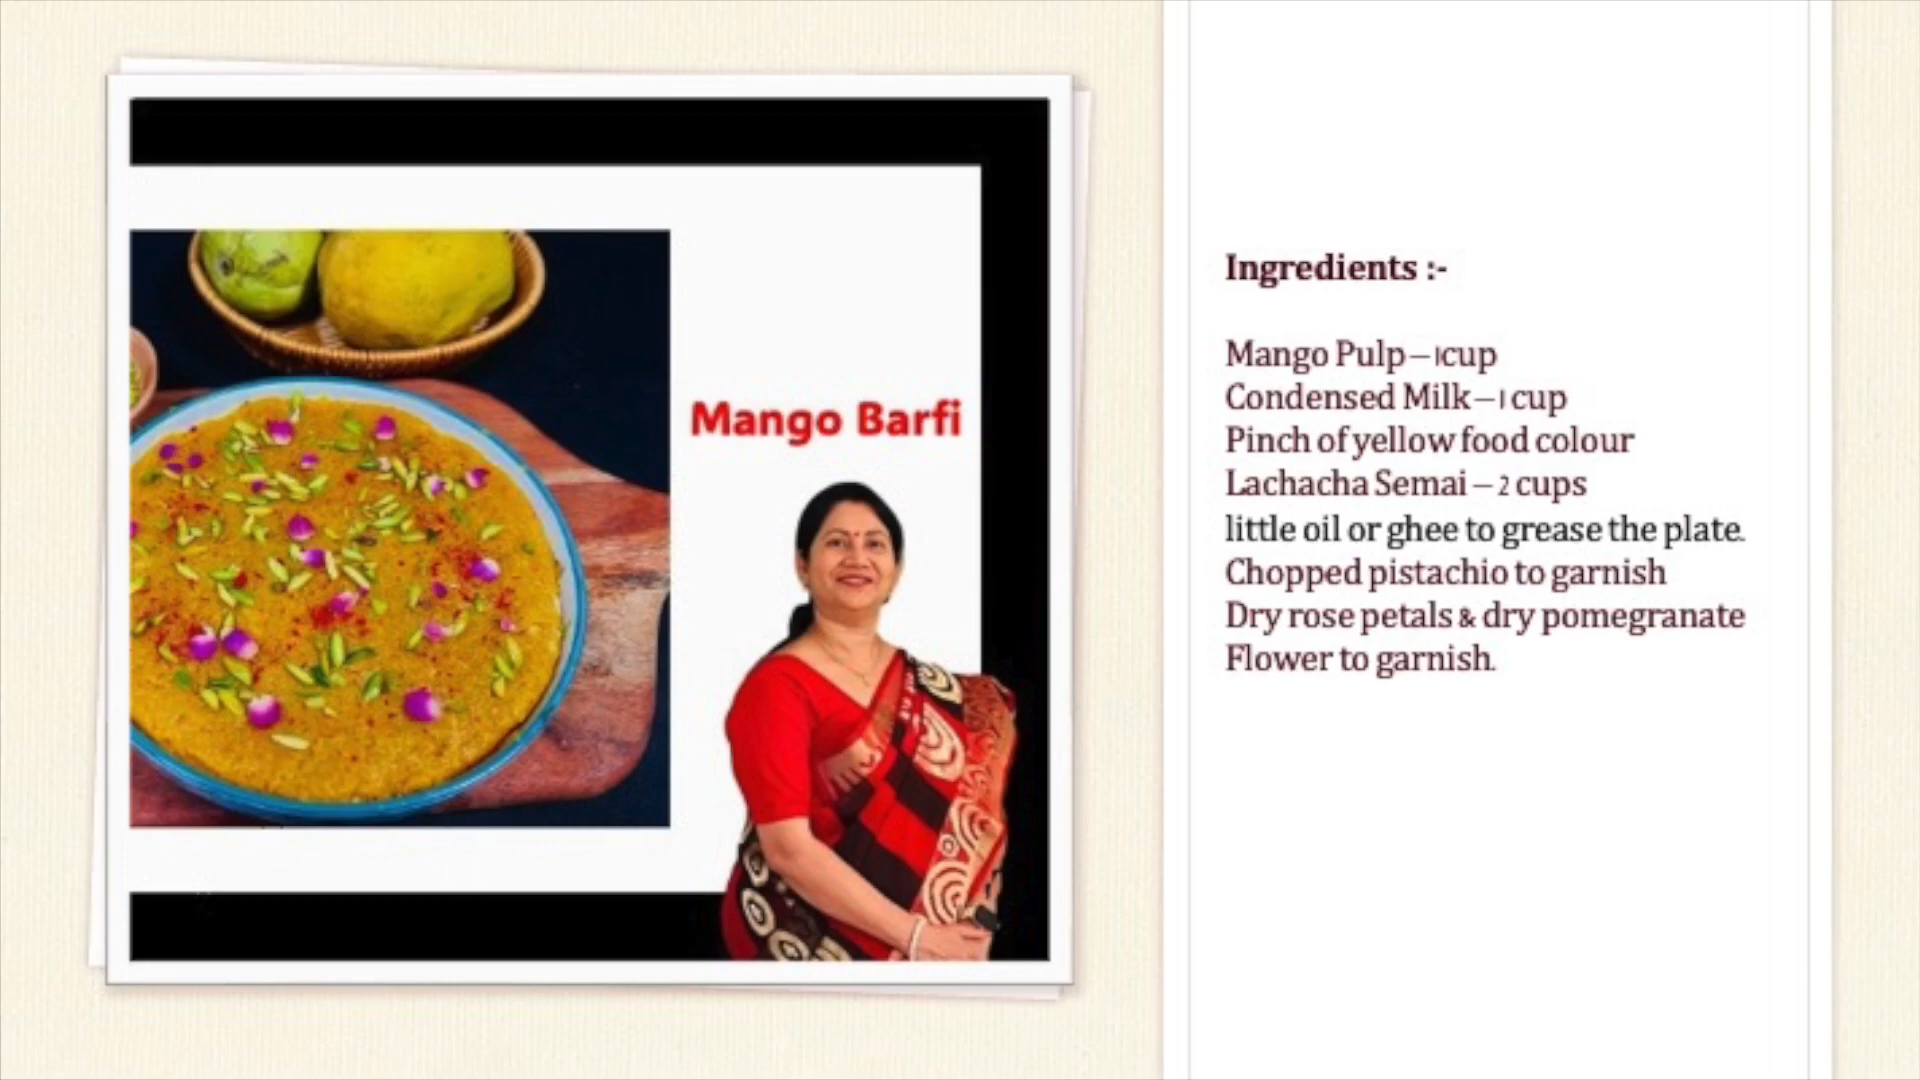 Mango Barfi
Ingredients :-
Mango Pulp – 1cup
Condensed Milk – 1 cup
Pinch of yellow food colour
Lachacha Semai – 2 cups
little oil or ghee to grease the plate.
Chopped pistachio to garnish
Dry rose petals & dry pomegranate
Flower to garnish.